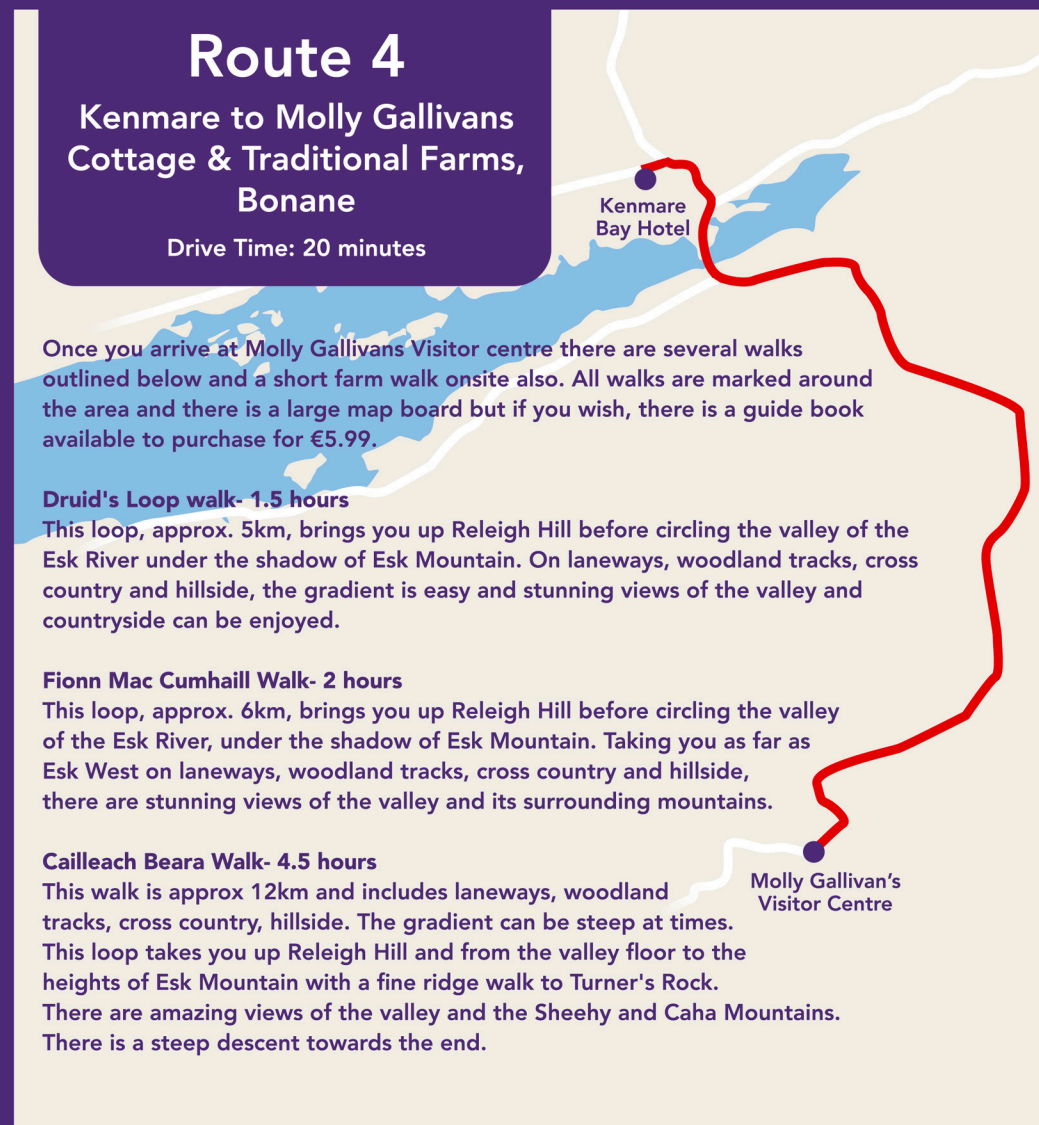 Route 4
Kenmare to Molly Gallivans
Cottage & Traditional Farms,
Bonane
Drive Time: 20 minutes
Kenmare
Bay Hotel
Once you arrive at Molly Gallivans Visitor centre there are several walks
outlined below and a short farm walk onsite also. All walks are marked around
the area and there is a large map board but if you wish, there is a guide book
available to purchase for €5.99.
Druid's Loop walk- 1.5 hours
This loop, approx. 5km, brings you up Releigh Hill before circling the valley of the
Esk River under the shadow of Esk Mountain. On laneways, woodland tracks, cross
country and hillside, the gradient is easy and stunning views of the valley and
countryside can be enjoyed.
Fionn Mac Cumhaill Walk- 2 hours
This loop, approx. 6km, brings you up Releigh Hill before circling the valley
of the Esk River, under the shadow of Esk Mountain. Taking you as far as
Esk West on laneways, woodland tracks, cross country and hillside,
there are stunning views of the valley and its surrounding mountains.
Cailleach Beara Walk- 4.5 hours
This walk is approx 12km and includes laneways, woodland
tracks, cross country, hillside. The gradient can be steep at times.
This loop takes you up Releigh Hill and from the valley floor to the
heights of Esk Mountain with a fine ridge walk to Turner's Rock.
There are amazing views of the valley and the Sheehy and Caha Mountains.
There is a steep descent towards the end.
Molly Gallivan’s
Visitor Centre